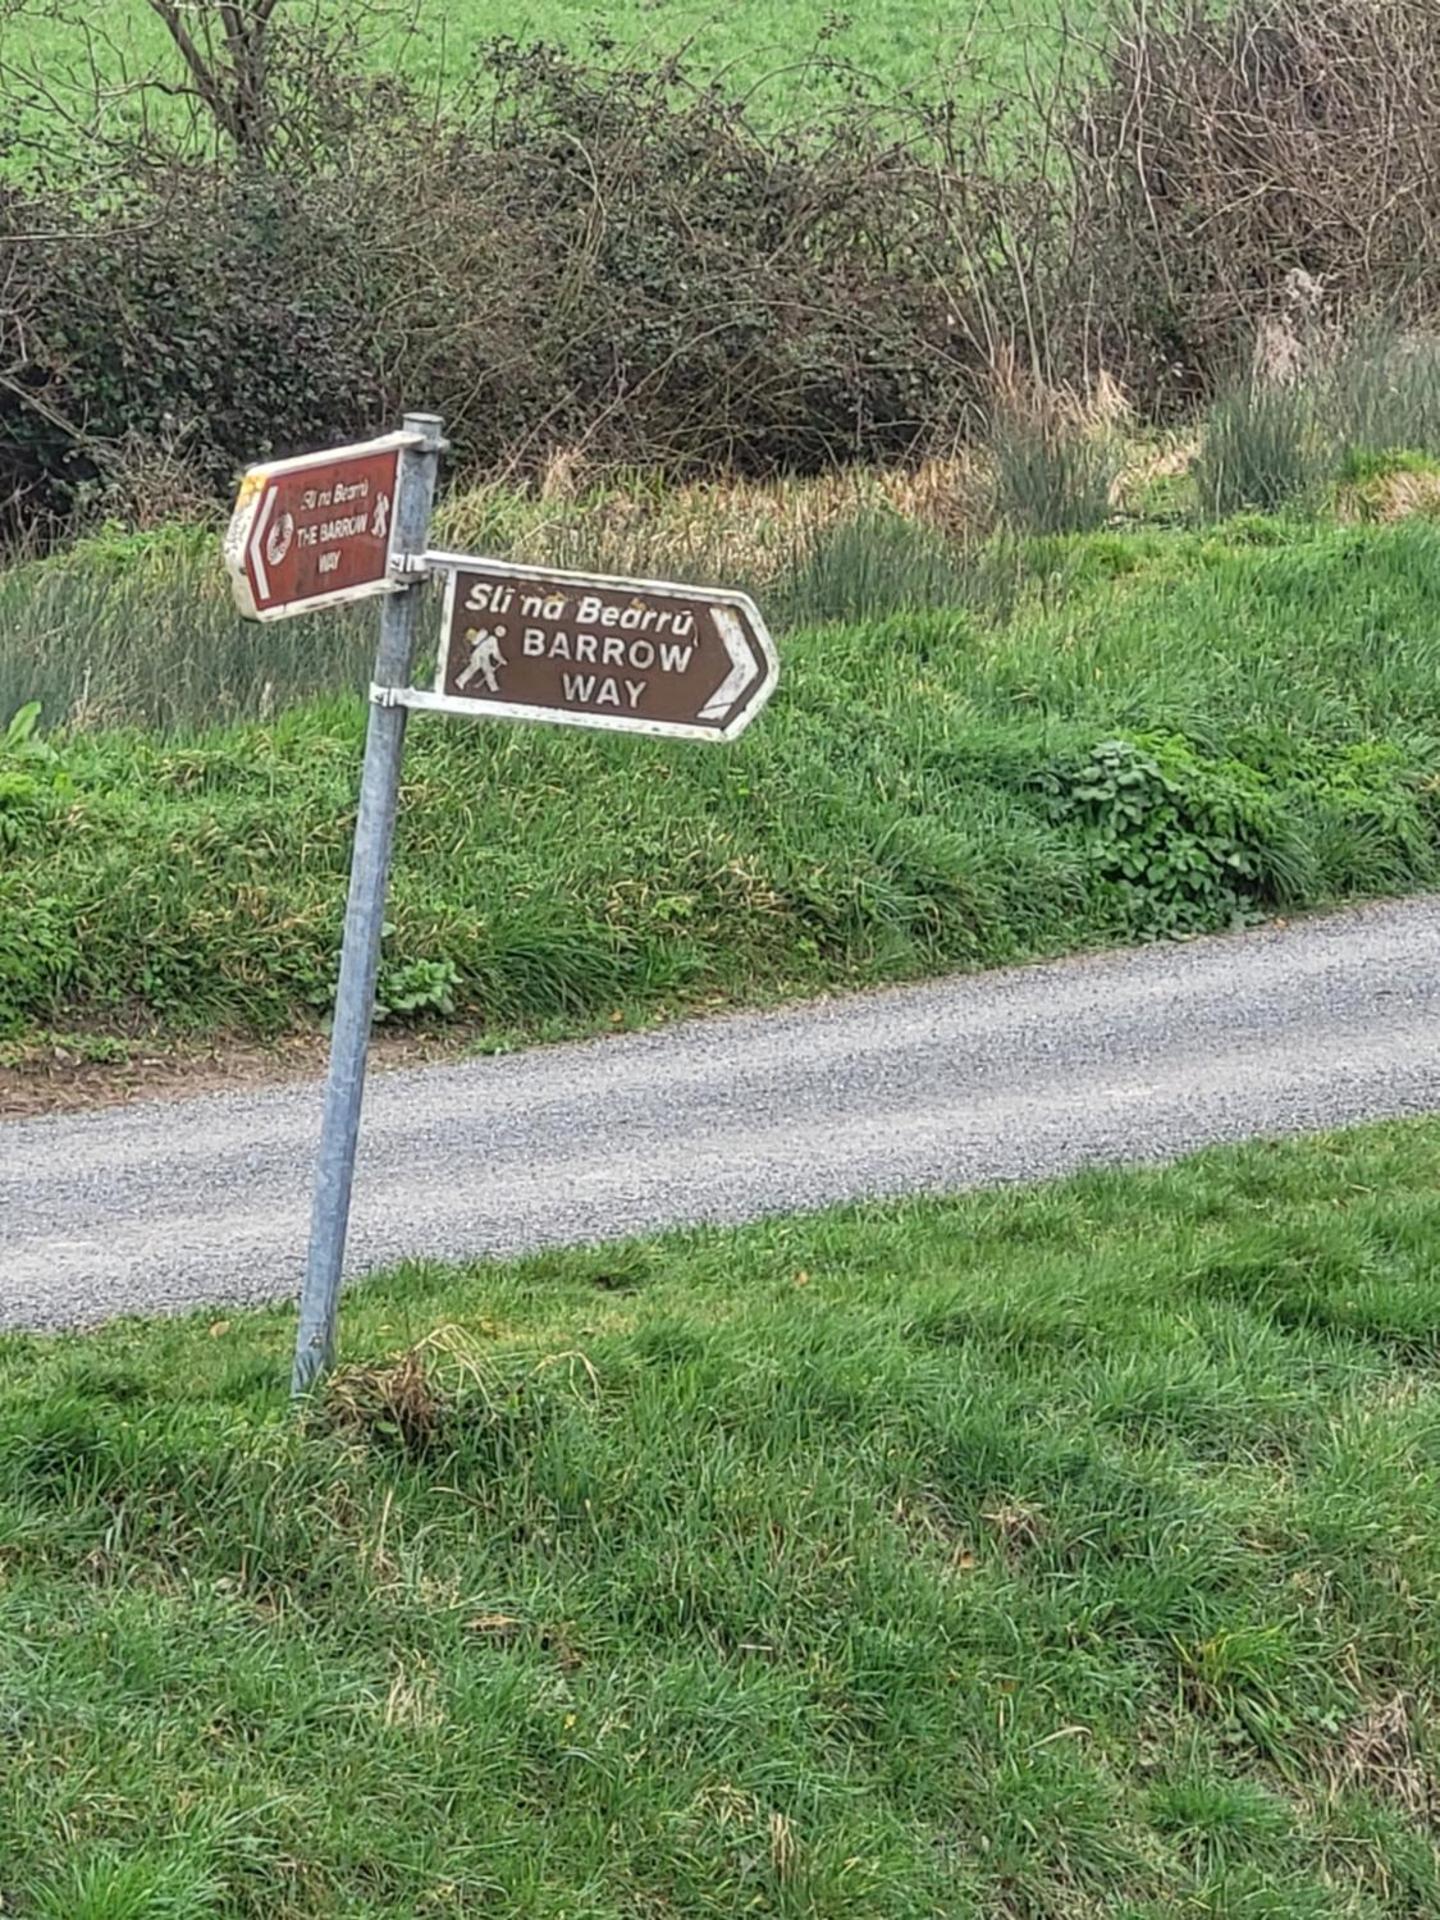 Slí na Bearrú
THE BARROW
WAY
Slí na Bearrú
BARROW
WAY